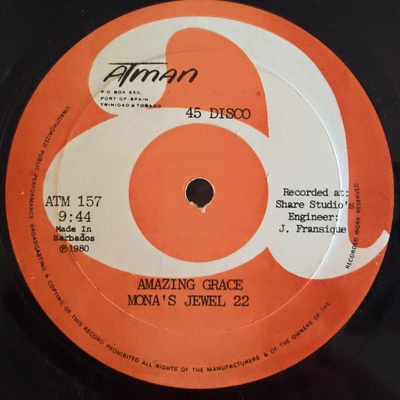 ATMAN
P O BOX 650,
PORT-OF-SPAIN
TRINIDAD & TOBAGO
45 DISCO
ATM 157
9:44
Made In
Barbados
℗1980
Recorded at:
Share Studio's
Engineer:
J. Fransique
AMAZING GRACE
MONA'S JEWEL 22
UNAUTHORIZED PUBLIC PERFORMANCE, BROADCASTING & COPYING OF THIS RECORD PROHIBITED ALL RIGHTS OF THE MANUFACTURERS & OF THE OWNERS OF THE RECORDED WORK RESERVED